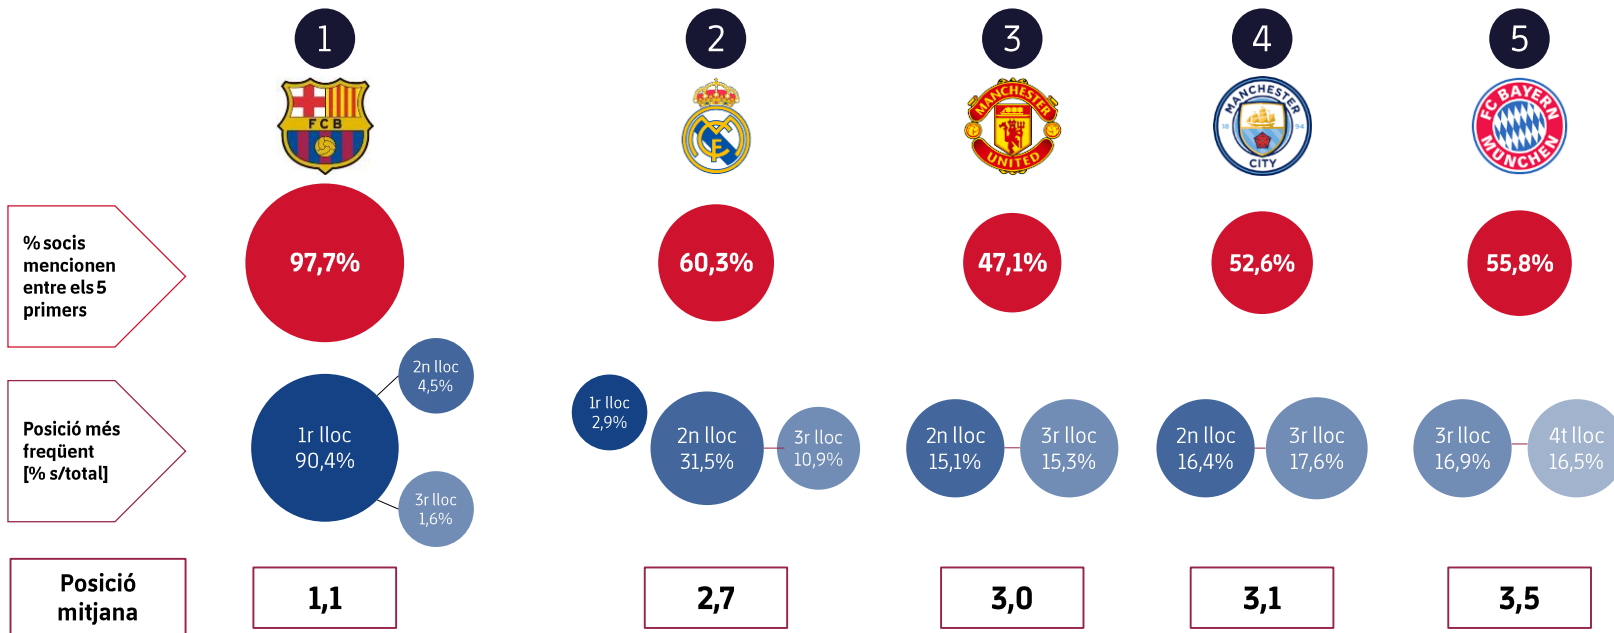 1
2
3
4
5
FCB
MANCHESTER
UNITED
MANCHESTER
18 94
CITY
FC BAYERN
MÜNCHEN
% socis
mencionen
entre els 5
primers
97,7%
60,3%
47,1%
52,6%
55,8%
Posició més
freqüent
[% s/total]
1r lloc
90,4%
2n lloc
4,5%
3r lloc
1,6%
1r lloc
2,9%
2n lloc
31,5%
3r lloc
10,9%
2n lloc
15,1%
3r lloc
15,3%
2n lloc
16,4%
3r lloc
17,6%
3r lloc
16,9%
4t lloc
16,5%
Posició
mitjana
1,1
2,7
3,0
3,1
3,5